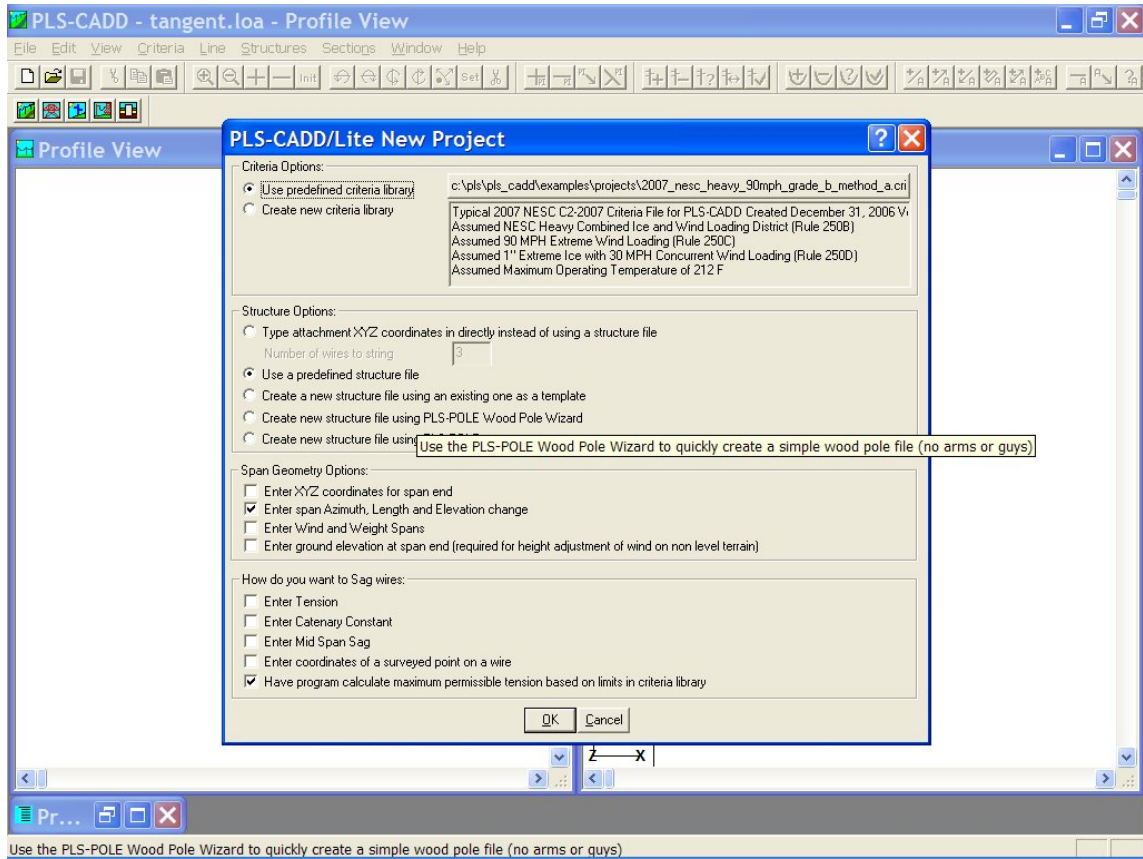 PLS-CADD - tangent.loa - Profile View
File Edit View Criteria Line Structures Sections Window Help
Init Set
Profile View
PLS-CADD/Lite New Project
Criteria Options:
Use predefined criteria library
c:\pls\pls_cadd\examples\projects\2007_nesc_heavy_90mph_grade_b_method_a.cri
Create new criteria library
Typical 2007 NESC C2-2007 Criteria File for PLS-CADD Created December 31, 2006
Assumed NESC Heavy Combined Ice and Wind Loading District (Rule 250B)
Assumed 90 MPH Extreme Wind Loading (Rule 250C)
Assumed 1" Extreme Ice with 30 MPH Concurrent Wind Loading (Rule 250D)
Assumed Maximum Operating Temperature of 212 F
Structure Options:
Type attachment XYZ coordinates in directly instead of using a structure file
Number of wires to string 3
Use a predefined structure file
Create a new structure file using an existing one as a template
Create new structure file using PLS-POLE Wood Pole Wizard
Create new structure file using
Use the PLS-POLE Wood Pole Wizard to quickly create a simple wood pole file (no arms or guys)
Span Geometry Options:
Enter XYZ coordinates for span end
Enter span Azimuth, Length and Elevation change
Enter Wind and Weight Spans
Enter ground elevation at span end (required for height adjustment of wind on non level terrain)
How do you want to Sag wires:
Enter Tension
Enter Catenary Constant
Enter Mid Span Sag
Enter coordinates of a surveyed point on a wire
Have program calculate maximum permissible tension based on limits in criteria library
OK Cancel
Z X
Pr...
Use the PLS-POLE Wood Pole Wizard to quickly create a simple wood pole file (no arms or guys)